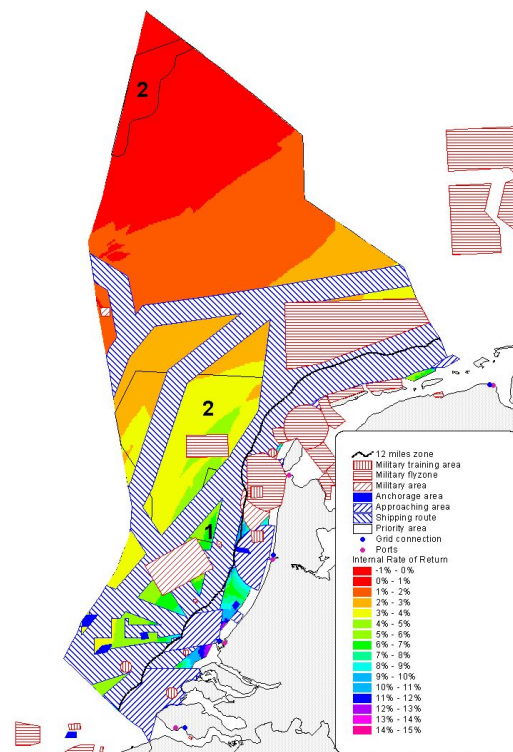 2
2
1
12 miles zone
Military training area
Military flyzone
Military area
Anchorage area
Approaching area
Shipping route
Priority area
Grid connection
Ports
Internal Rate of Return
-1% - 0%
0% - 1%
1% - 2%
2% - 3%
3% - 4%
4% - 5%
5% - 6%
6% - 7%
7% - 8%
8% - 9%
9% - 10%
10% - 11%
11% - 12%
12% - 13%
13% - 14%
14% - 15%